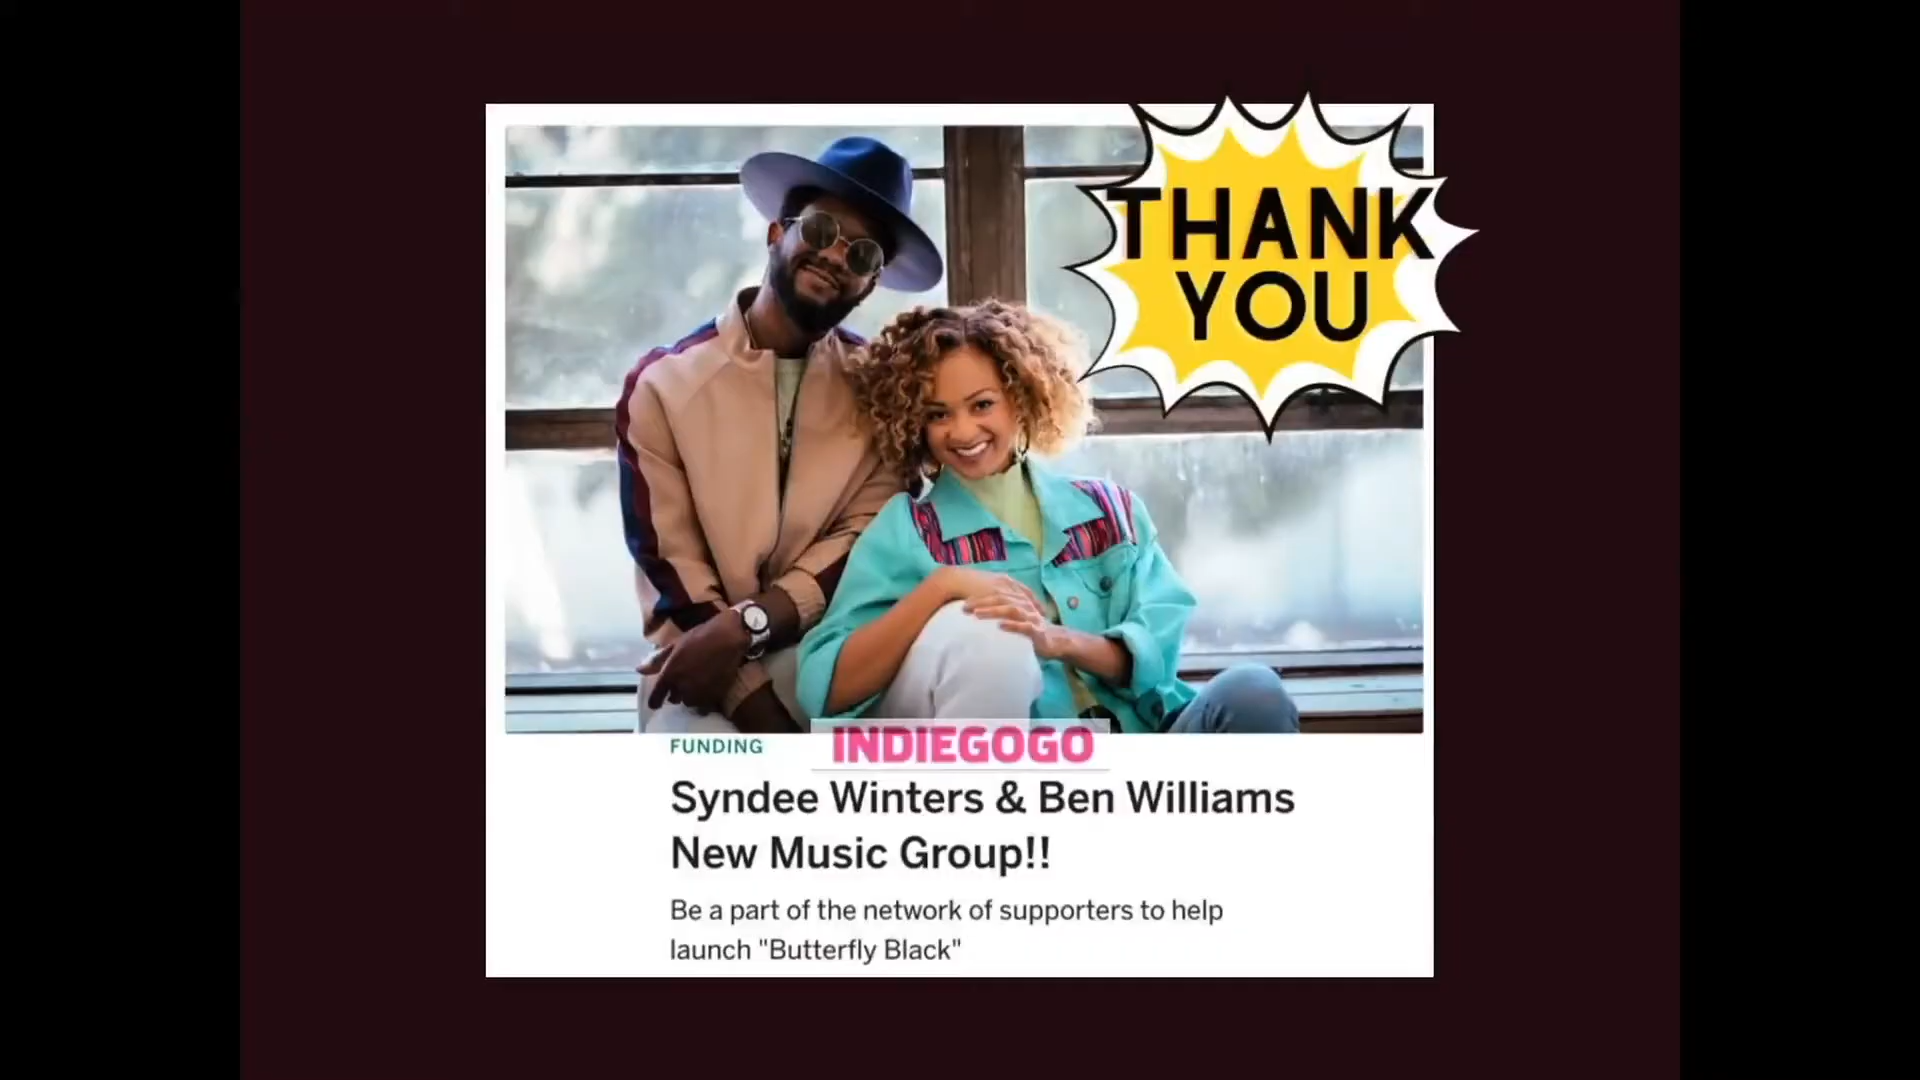 THANK
YOU
FUNDING
INDIEGOGO
Syndee Winters & Ben Williams
New Music Group!!
Be a part of the network of supporters to help
launch "Butterfly Black"